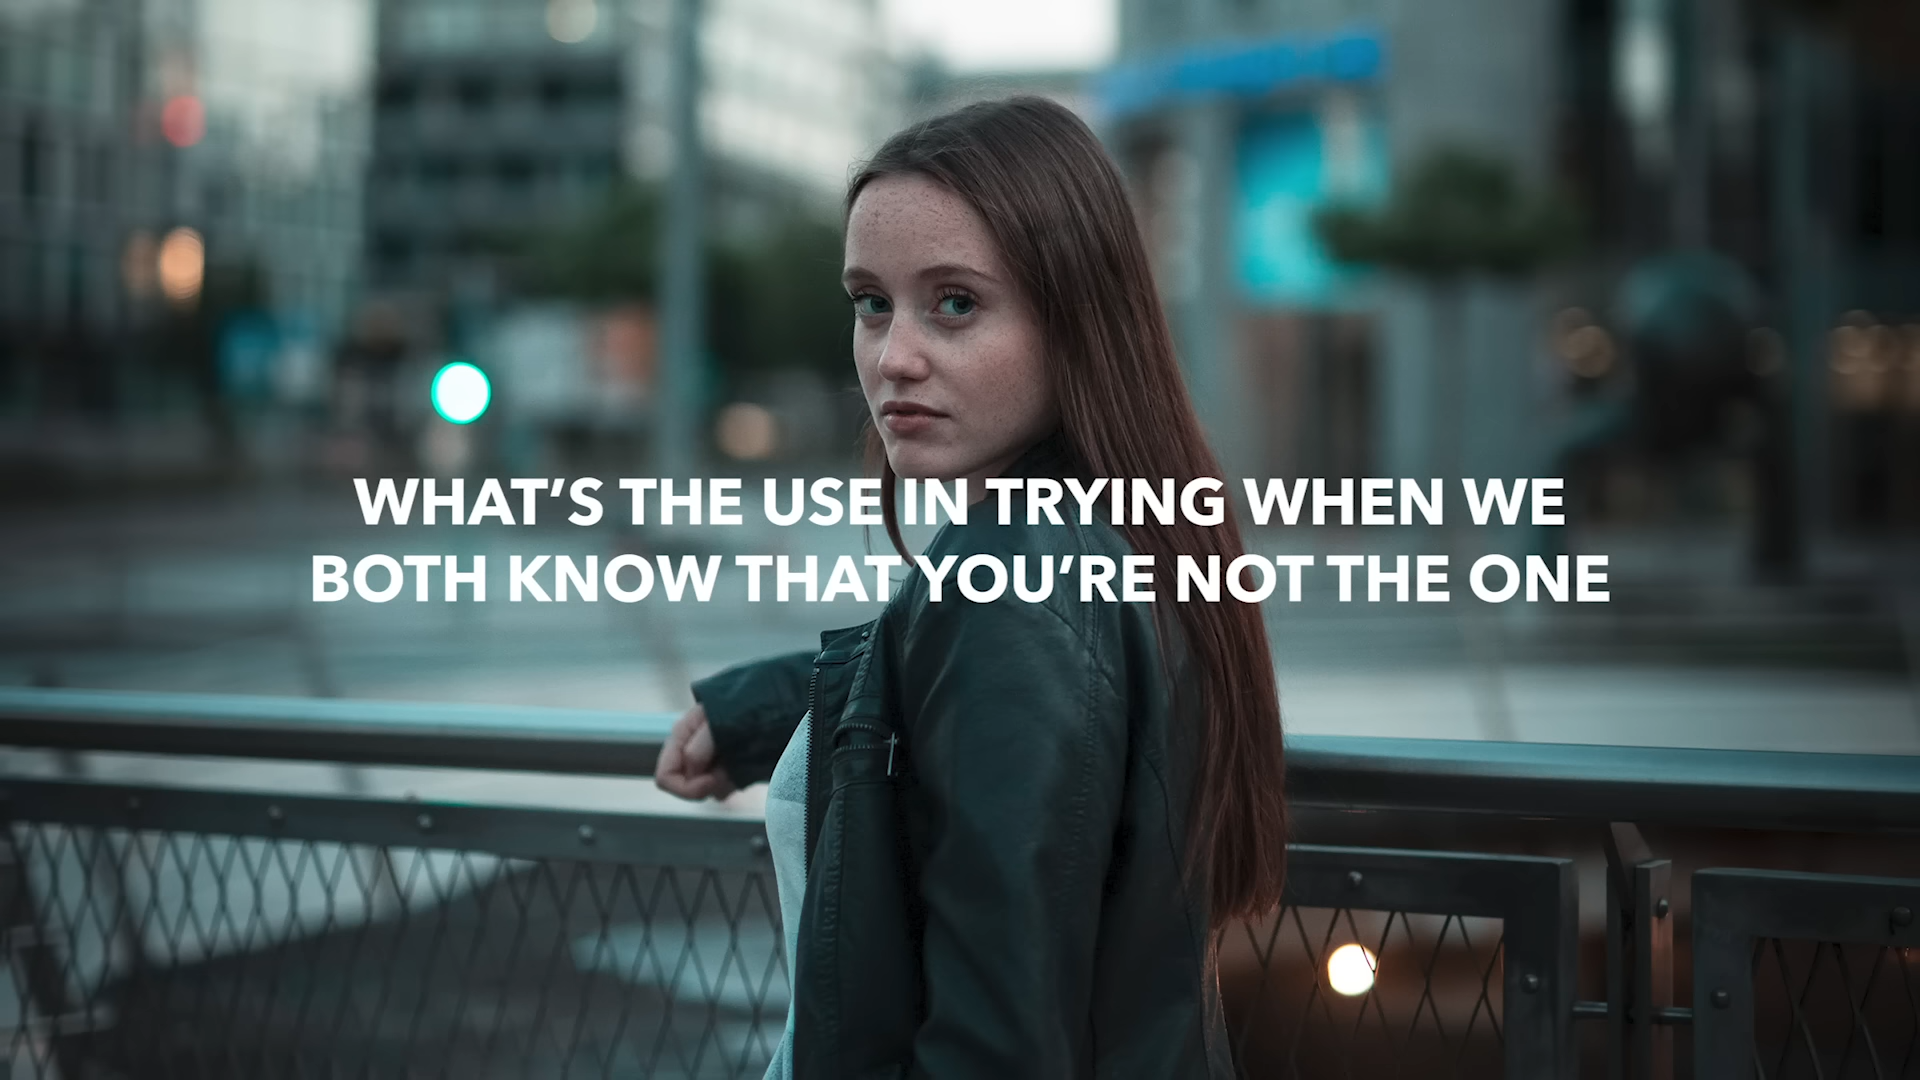 WHAT’S THE USE IN TRYING WHEN WE
BOTH KNOW THAT YOU’RE NOT THE ONE